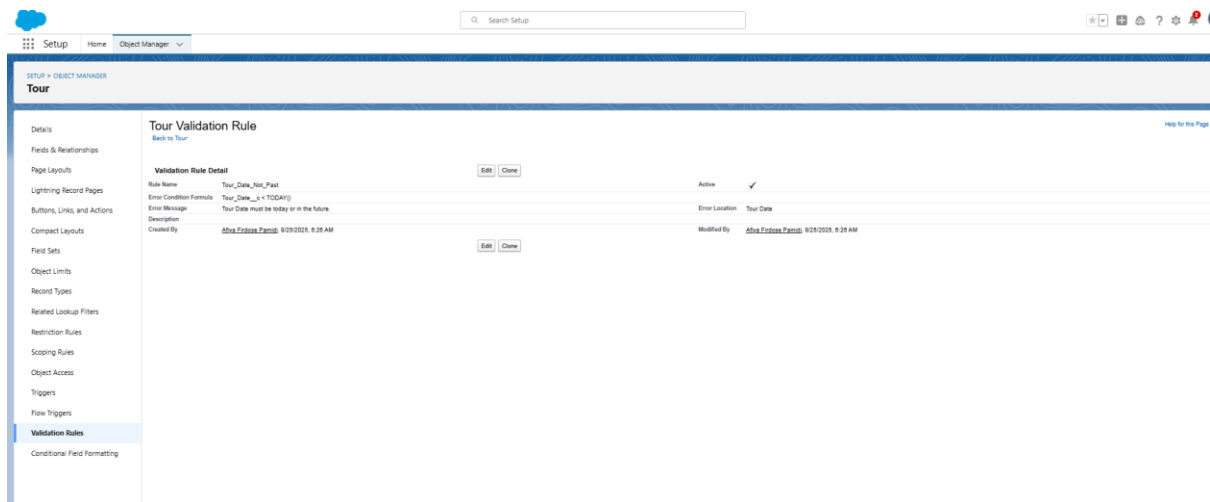 Search Setup
Setup Home Object Manager
SETUP > OBJECT MANAGER
Tour
Details
Fields & Relationships
Page Layouts
Lightning Record Pages
Buttons, Links, and Actions
Compact Layouts
Field Sets
Object Limits
Record Types
Related Lookup Filters
Restriction Rules
Scoping Rules
Object Access
Triggers
Flow Triggers
Validation Rules
Conditional Field Formatting
Tour Validation Rule
Help for this Page
Back to Tour
Validation Rule Detail Edit Clone
Rule Name Tour_Date_Not_Past Active ✓
Error Condition Formula Tour_Date__c < TODAY()
Error Message Tour Date must be today or in the future. Error Location Tour Date
Description
Created By Afiya Firdose Pamidi, 9/25/2025, 8:26 AM Modified By Afiya Firdose Pamidi, 9/25/2025, 8:26 AM
Edit Clone